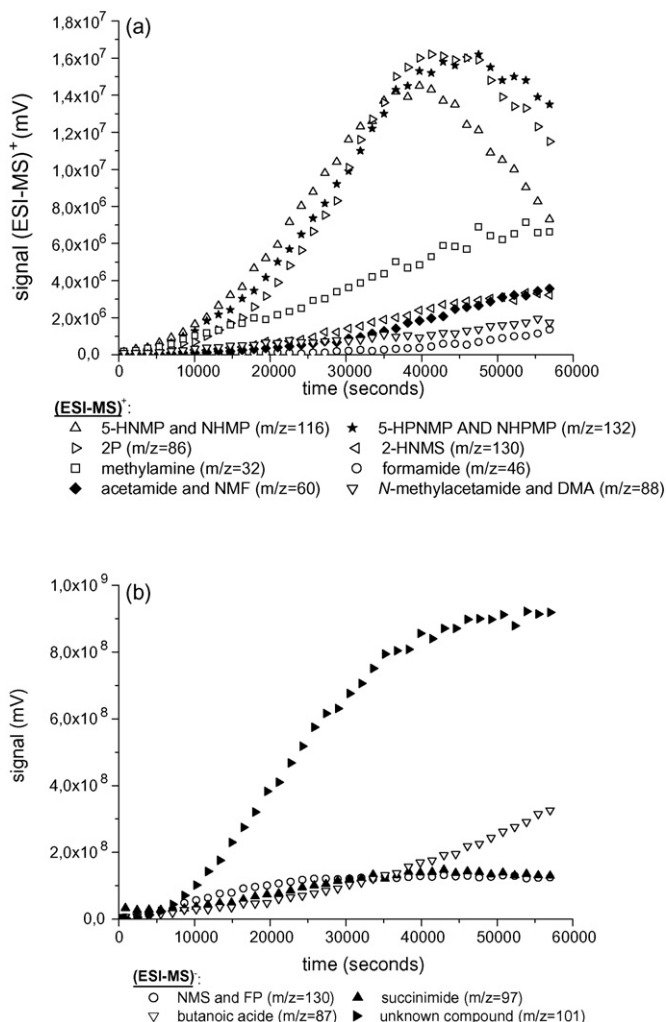 (a)
1,8x10⁷
1,6x10⁷
1,4x10⁷
1,2x10⁷
1,0x10⁷
8,0x10⁶
6,0x10⁶
4,0x10⁶
2,0x10⁶
0,0
signal (ESI-MS)⁺ (mV)
0 10000 20000 30000 40000 50000 60000
time (seconds)
(ESI-MS)⁺:
5-HNMP and NHMP (m/z=116) 5-HPNMP AND NHPMP (m/z=132)
2P (m/z=86) 2-HNMS (m/z=130)
methylamine (m/z=32) formamide (m/z=46)
acetamide and NMF (m/z=60) N-methylacetamide and DMA (m/z=88)
(b)
1,0x10⁹
8,0x10⁸
6,0x10⁸
4,0x10⁸
2,0x10⁸
0,0
signal (mV)
0 10000 20000 30000 40000 50000 60000
time (seconds)
(ESI-MS)⁻:
NMS and FP (m/z=130) succinimide (m/z=97)
butanoic acide (m/z=87) unknown compound (m/z=101)